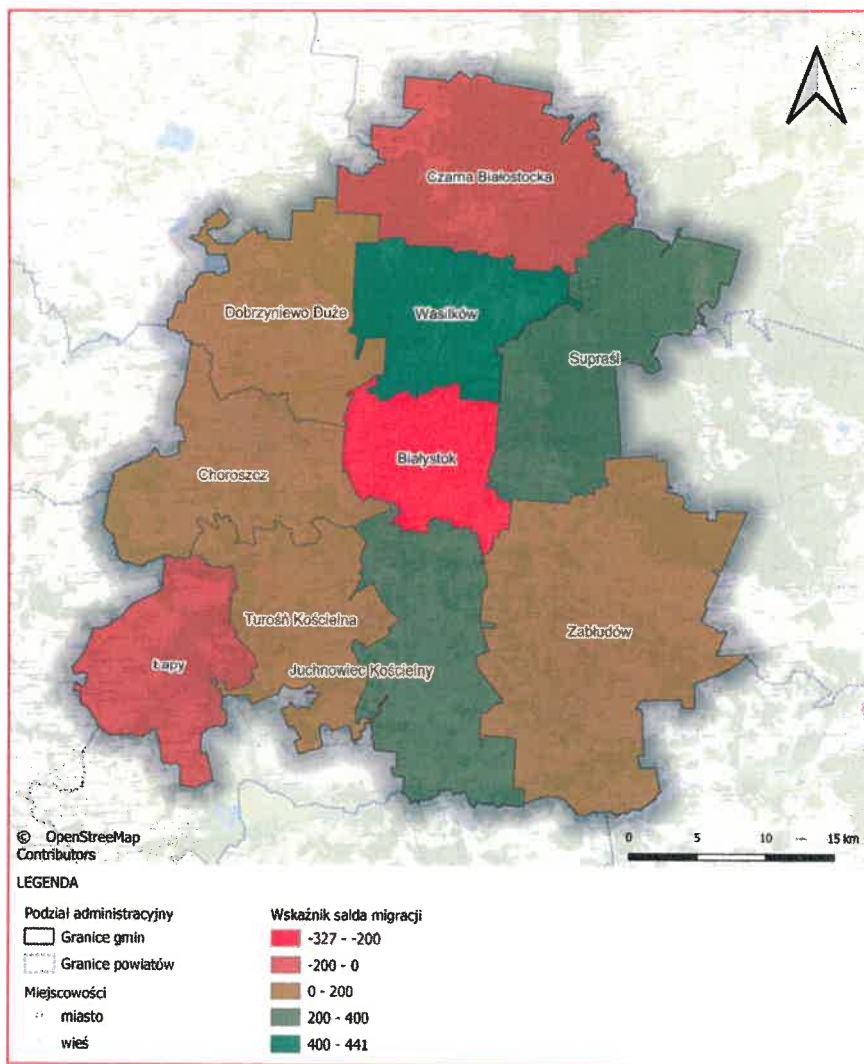 Czarna Białostocka
Dobrzyniewo Duże
Wasilków
Supraśl
Białystok
Choroszcz
Turośń Kościelna
Zabłudów
Łapy
Juchnowiec Kościelny
© OpenStreeMap
Contributors
0 5 10 15 km
LEGENDA
Podział administracyjny
Granice gmin
Granice powiatów
Miejscowości
miasto
wieś
Wskaźnik salda migracji
-327 - -200
-200 - 0
0 - 200
200 - 400
400 - 441